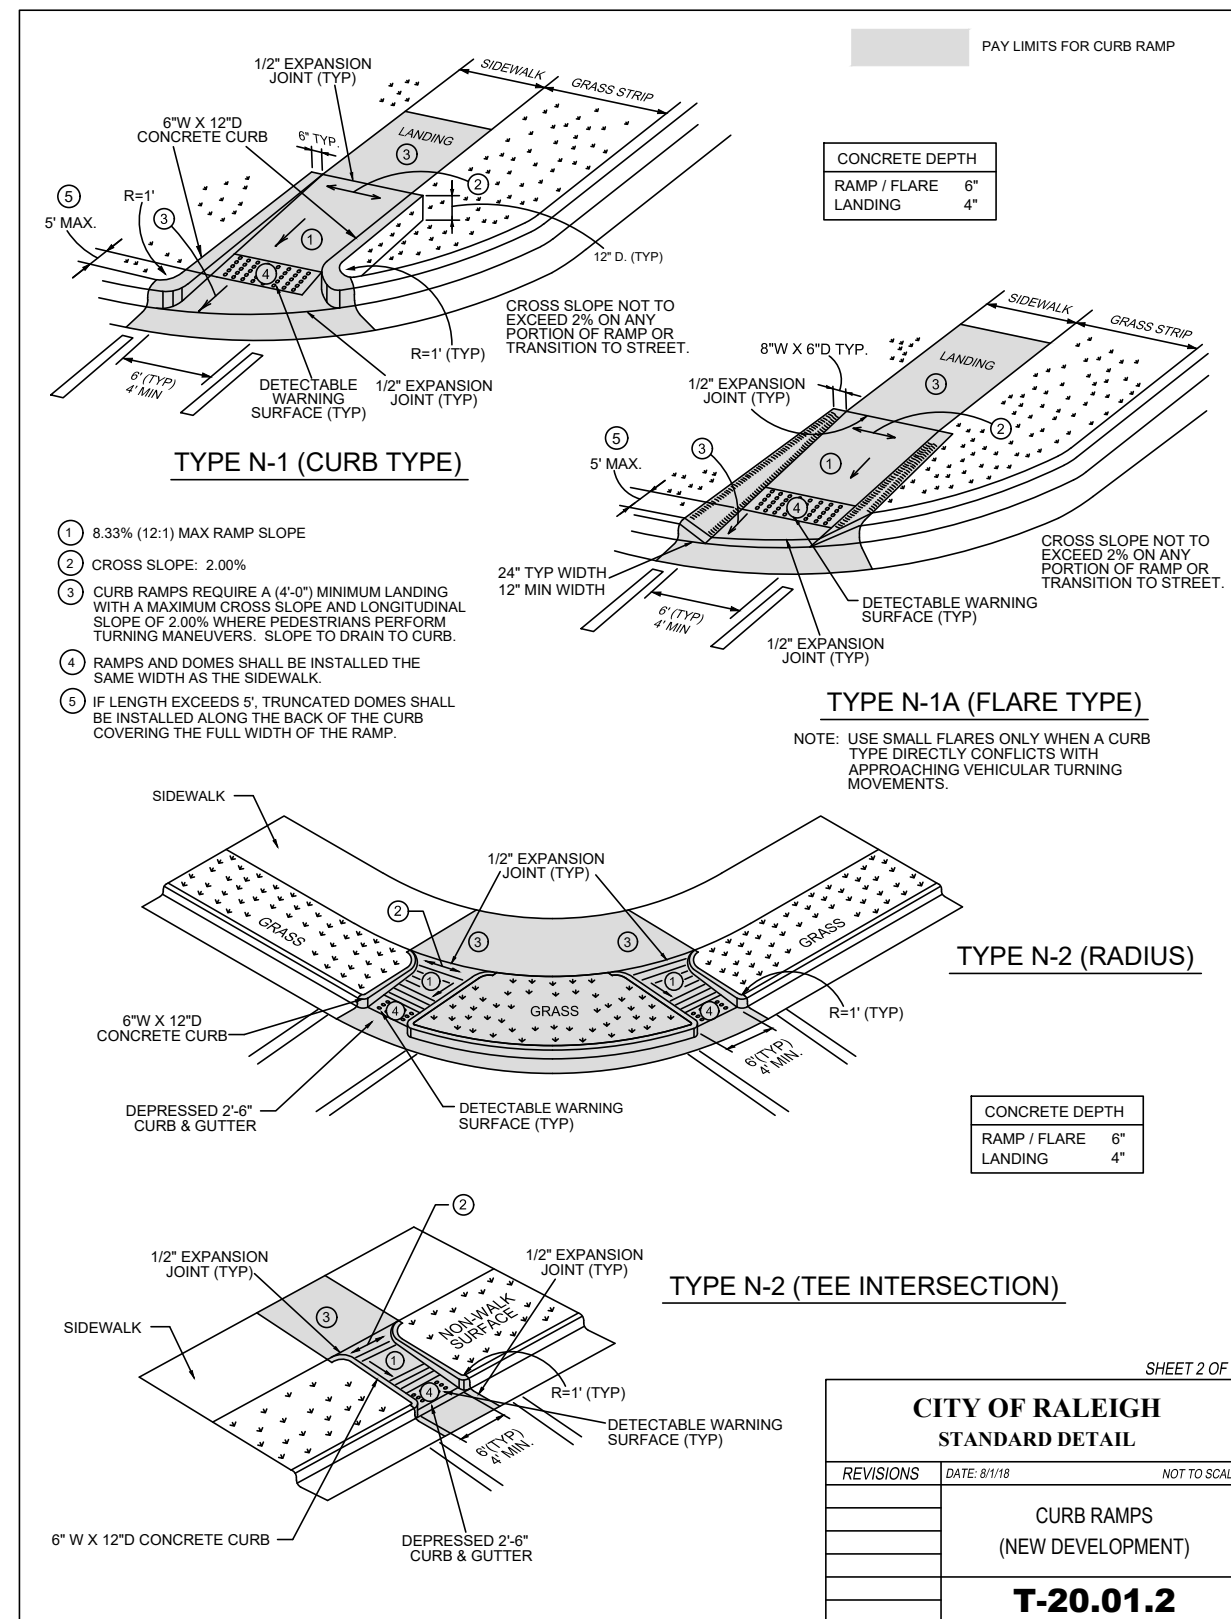 PAY LIMITS FOR CURB RAMP
CONCRETE DEPTH
RAMP / FLARE 6"
LANDING 4"
1/2" EXPANSION
JOINT (TYP)
SIDEWALK
GRASS STRIP
6"W X 12"D
CONCRETE CURB
6" TYP.
LANDING
3
2
5
5' MAX.
R=1'
3
1
4
12" D. (TYP)
CROSS SLOPE NOT TO
EXCEED 2% ON ANY
PORTION OF RAMP OR
TRANSITION TO STREET.
R=1' (TYP)
6' (TYP)
4' MIN
DETECTABLE
WARNING
SURFACE (TYP)
1/2" EXPANSION
JOINT (TYP)
TYPE N-1 (CURB TYPE)
SIDEWALK
GRASS STRIP
8"W X 6"D TYP.
LANDING
3
1/2" EXPANSION
JOINT (TYP)
2
5
5' MAX.
3
1
4
CROSS SLOPE NOT TO
EXCEED 2% ON ANY
PORTION OF RAMP OR
TRANSITION TO STREET.
24" TYP WIDTH
12" MIN WIDTH
6' (TYP)
4' MIN
DETECTABLE WARNING
SURFACE (TYP)
1/2" EXPANSION
JOINT (TYP)
TYPE N-1A (FLARE TYPE)
NOTE: USE SMALL FLARES ONLY WHEN A CURB
TYPE DIRECTLY CONFLICTS WITH
APPROACHING VEHICULAR TURNING
MOVEMENTS.
1 8.33% (12:1) MAX RAMP SLOPE
2 CROSS SLOPE: 2.00%
3 CURB RAMPS REQUIRE A (4'-0") MINIMUM LANDING
WITH A MAXIMUM CROSS SLOPE AND LONGITUDINAL
SLOPE OF 2.00% WHERE PEDESTRIANS PERFORM
TURNING MANEUVERS. SLOPE TO DRAIN TO CURB.
4 RAMPS AND DOMES SHALL BE INSTALLED THE
SAME WIDTH AS THE SIDEWALK.
5 IF LENGTH EXCEEDS 5', TRUNCATED DOMES SHALL
BE INSTALLED ALONG THE BACK OF THE CURB
COVERING THE FULL WIDTH OF THE RAMP.
SIDEWALK
1/2" EXPANSION
JOINT (TYP)
2
GRASS
3
3
GRASS
1
1
4
GRASS
4
R=1' (TYP)
6"W X 12"D
CONCRETE CURB
6'(TYP)
4' MIN.
DEPRESSED 2'-6"
CURB & GUTTER
DETECTABLE WARNING
SURFACE (TYP)
TYPE N-2 (RADIUS)
CONCRETE DEPTH
RAMP / FLARE 6"
LANDING 4"
2
1/2" EXPANSION
JOINT (TYP)
1/2" EXPANSION
JOINT (TYP)
SIDEWALK
3
NON-WALK
SURFACE
1
4
R=1' (TYP)
DETECTABLE WARNING
SURFACE (TYP)
6'(TYP)
4' MIN.
6" W X 12"D CONCRETE CURB
DEPRESSED 2'-6"
CURB & GUTTER
TYPE N-2 (TEE INTERSECTION)
SHEET 2 OF
CITY OF RALEIGH
STANDARD DETAIL
REVISIONS
DATE: 8/1/18
NOT TO SCAL
CURB RAMPS
(NEW DEVELOPMENT)
T-20.01.2